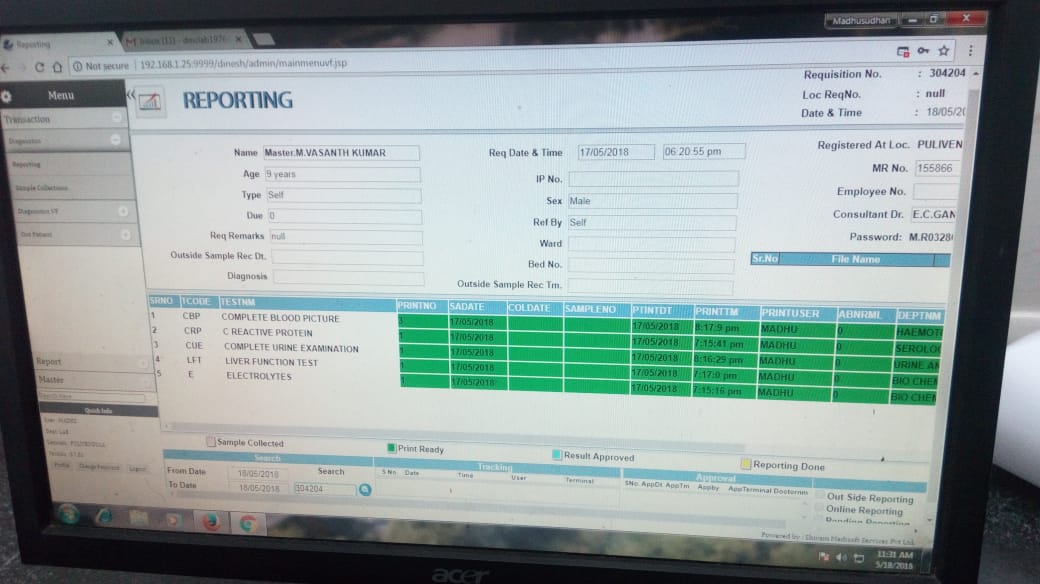 Madhusudhan
Reporting
Inbox (11) - dmclab1976
Not secure | 192.168.1.25:9999/dinesh/admin/mainmenuvf.jsp
Menu
REPORTING
Requisition No. : 304204
Loc ReqNo. : null
Date & Time : 18/05/20
Transaction
Diagnostics
Reporting
Sample Collections
Diagnostics VF
Out Patient
Name Master.M.VASANTH KUMAR
Req Date & Time 17/05/2018 06:20:55 pm
Registered At Loc. PULIVEN
Age 9 years
IP No.
MR No. 155866
Type Self
Sex Male
Employee No.
Due 0
Ref By Self
Consultant Dr. E.C.GAN
Req Remarks null
Ward
Password: M.R0328
Outside Sample Rec Dt.
Bed No.
Sr.No File Name
Diagnosis
Outside Sample Rec Tm.
SRNO TCODE TESTNM PRINTNO SADATE COLDATE SAMPLENO PTINTDT PRINTTM PRINTUSER ABNRML DEPTNM
1 CBP COMPLETE BLOOD PICTURE 17/05/2018 17/05/2018 8:17:9 pm MADHU 0 HAEMOT
2 CRP C REACTIVE PROTEIN 1 17/05/2018 17/05/2018 7:15:41 pm MADHU 0 SEROLO
3 CUE COMPLETE URINE EXAMINATION 1 17/05/2018 17/05/2018 8:16:29 pm MADHU 0 URINE AN
4 LFT LIVER FUNCTION TEST 1 17/05/2018 17/05/2018 7:17:0 pm MADHU 0 BIO CHEM
5 E ELECTROLYTES 1 17/05/2018 17/05/2018 7:15:16 pm MADHU 0 BIO CHEM
Report
Master
Quick Info
Profile Change Password Logout
Sample Collected
Print Ready
Result Approved
Reporting Done
Search
Tracking
Approval
From Date 18/05/2018 Search
S No Date Time User Terminal
SNo. AppDt AppTm Appby AppTerminal Doctornm
To Date 18/05/2018 304204
Out Side Reporting
Online Reporting
Pending Reporting
Powered by : Shivam Medisoft Services Pvt Ltd.
11:31 AM
5/18/2018
acer